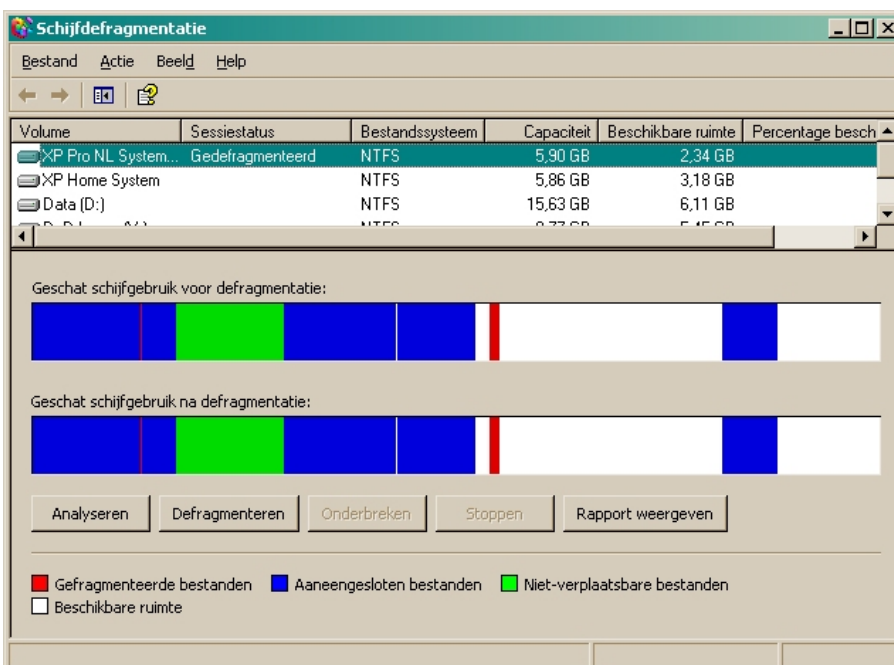 Schijfdefragmentatie
Bestand Actie Beeld Help
Volume Sessiestatus Bestandssysteem Capaciteit Beschikbare ruimte Percentage besch
XP Pro NL System... Gedefragmenteerd NTFS 5,90 GB 2,34 GB
XP Home System NTFS 5,86 GB 3,18 GB
Data (D:) NTFS 15,63 GB 6,11 GB
NTFS
Geschat schijfgebruik voor defragmentatie:
Geschat schijfgebruik na defragmentatie:
Analyseren Defragmenteren Onderbreken Stoppen Rapport weergeven
Gefragmenteerde bestanden Aaneengesloten bestanden Niet-verplaatsbare bestanden
Beschikbare ruimte